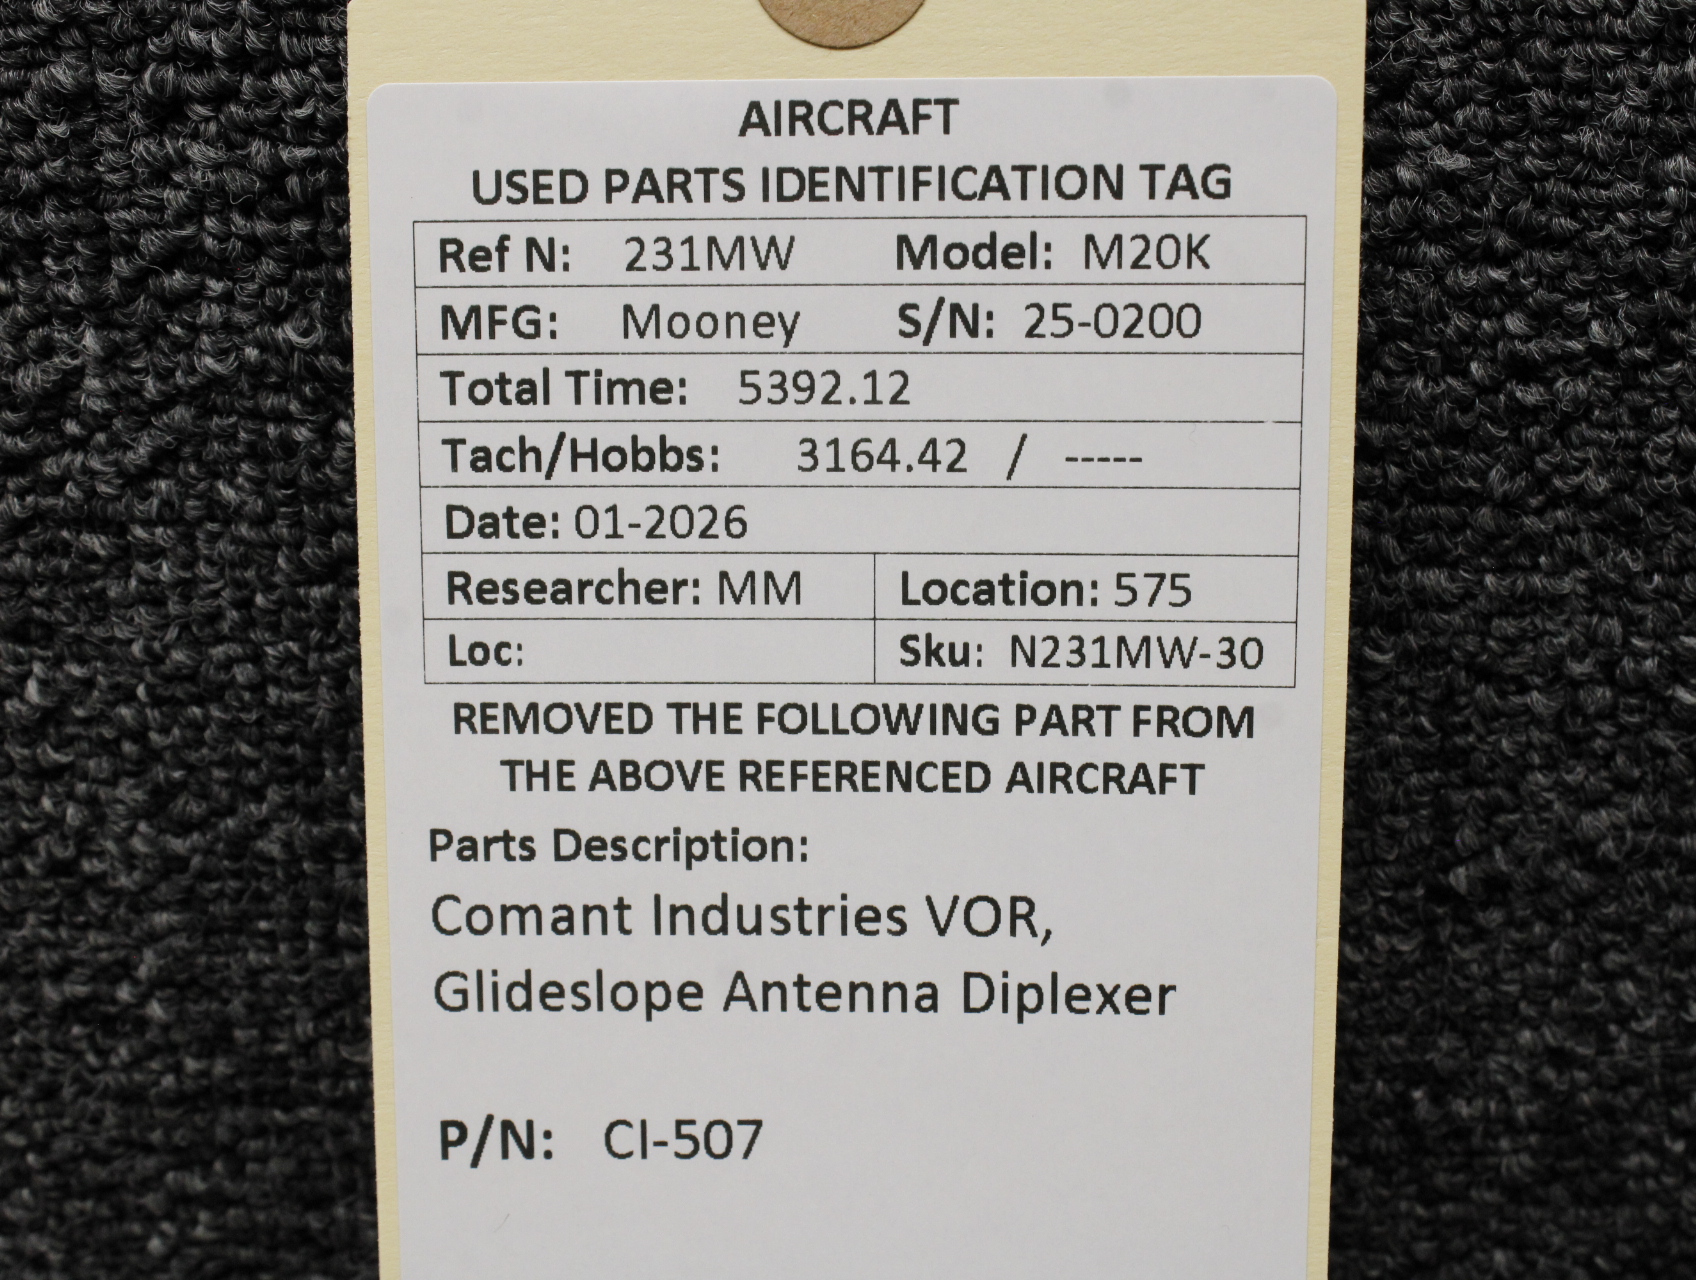 AIRCRAFT
USED PARTS IDENTIFICATION TAG
Ref N: 231MW Model: M20K
MFG: Mooney S/N: 25-0200
Total Time: 5392.12
Tach/Hobbs: 3164.42 / -----
Date: 01-2026
Researcher: MM Location: 575
Loc: Sku: N231MW-30
REMOVED THE FOLLOWING PART FROM
THE ABOVE REFERENCED AIRCRAFT
Parts Description:
Comant Industries VOR,
Glideslope Antenna Diplexer
P/N: CI-507